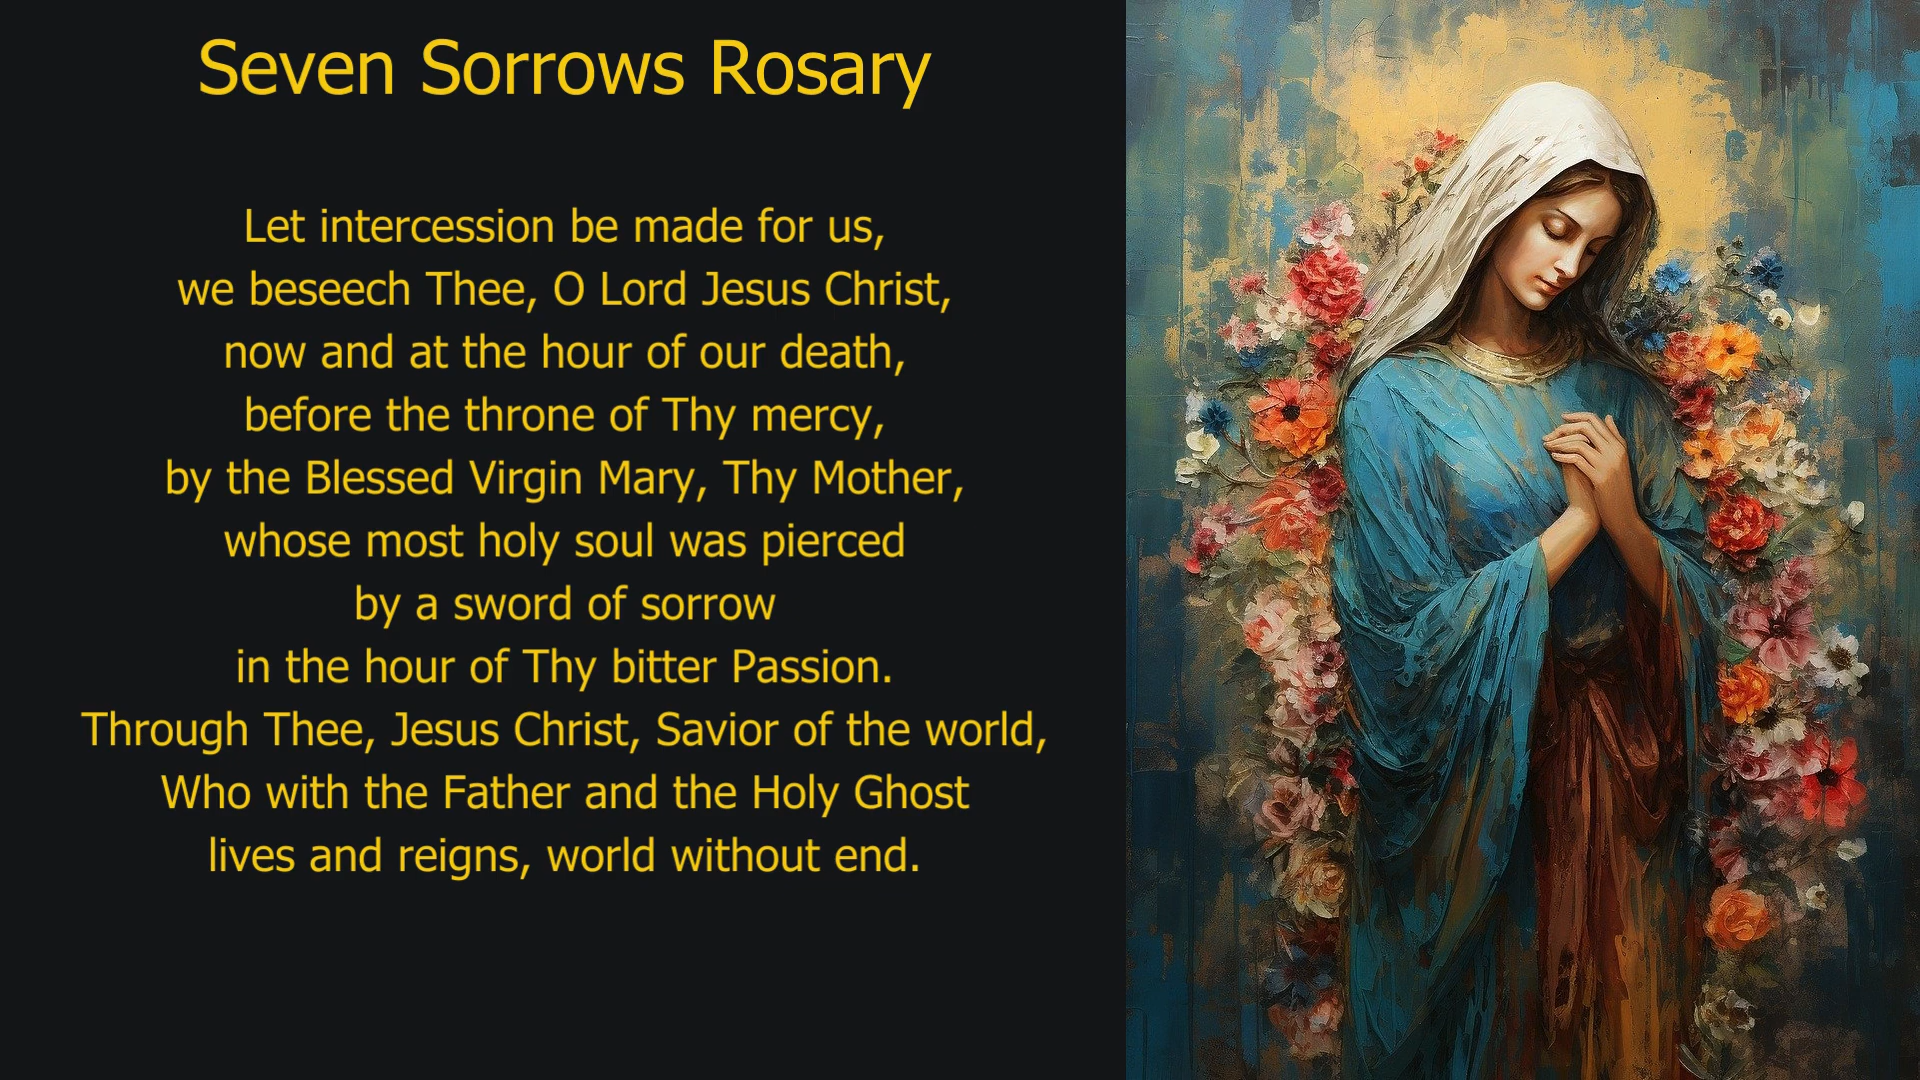 Seven Sorrows Rosary
Let intercession be made for us,
we beseech Thee, O Lord Jesus Christ,
now and at the hour of our death,
before the throne of Thy mercy,
by the Blessed Virgin Mary, Thy Mother,
whose most holy soul was pierced
by a sword of sorrow
in the hour of Thy bitter Passion.
Through Thee, Jesus Christ, Savior of the world,
Who with the Father and the Holy Ghost
lives and reigns, world without end.